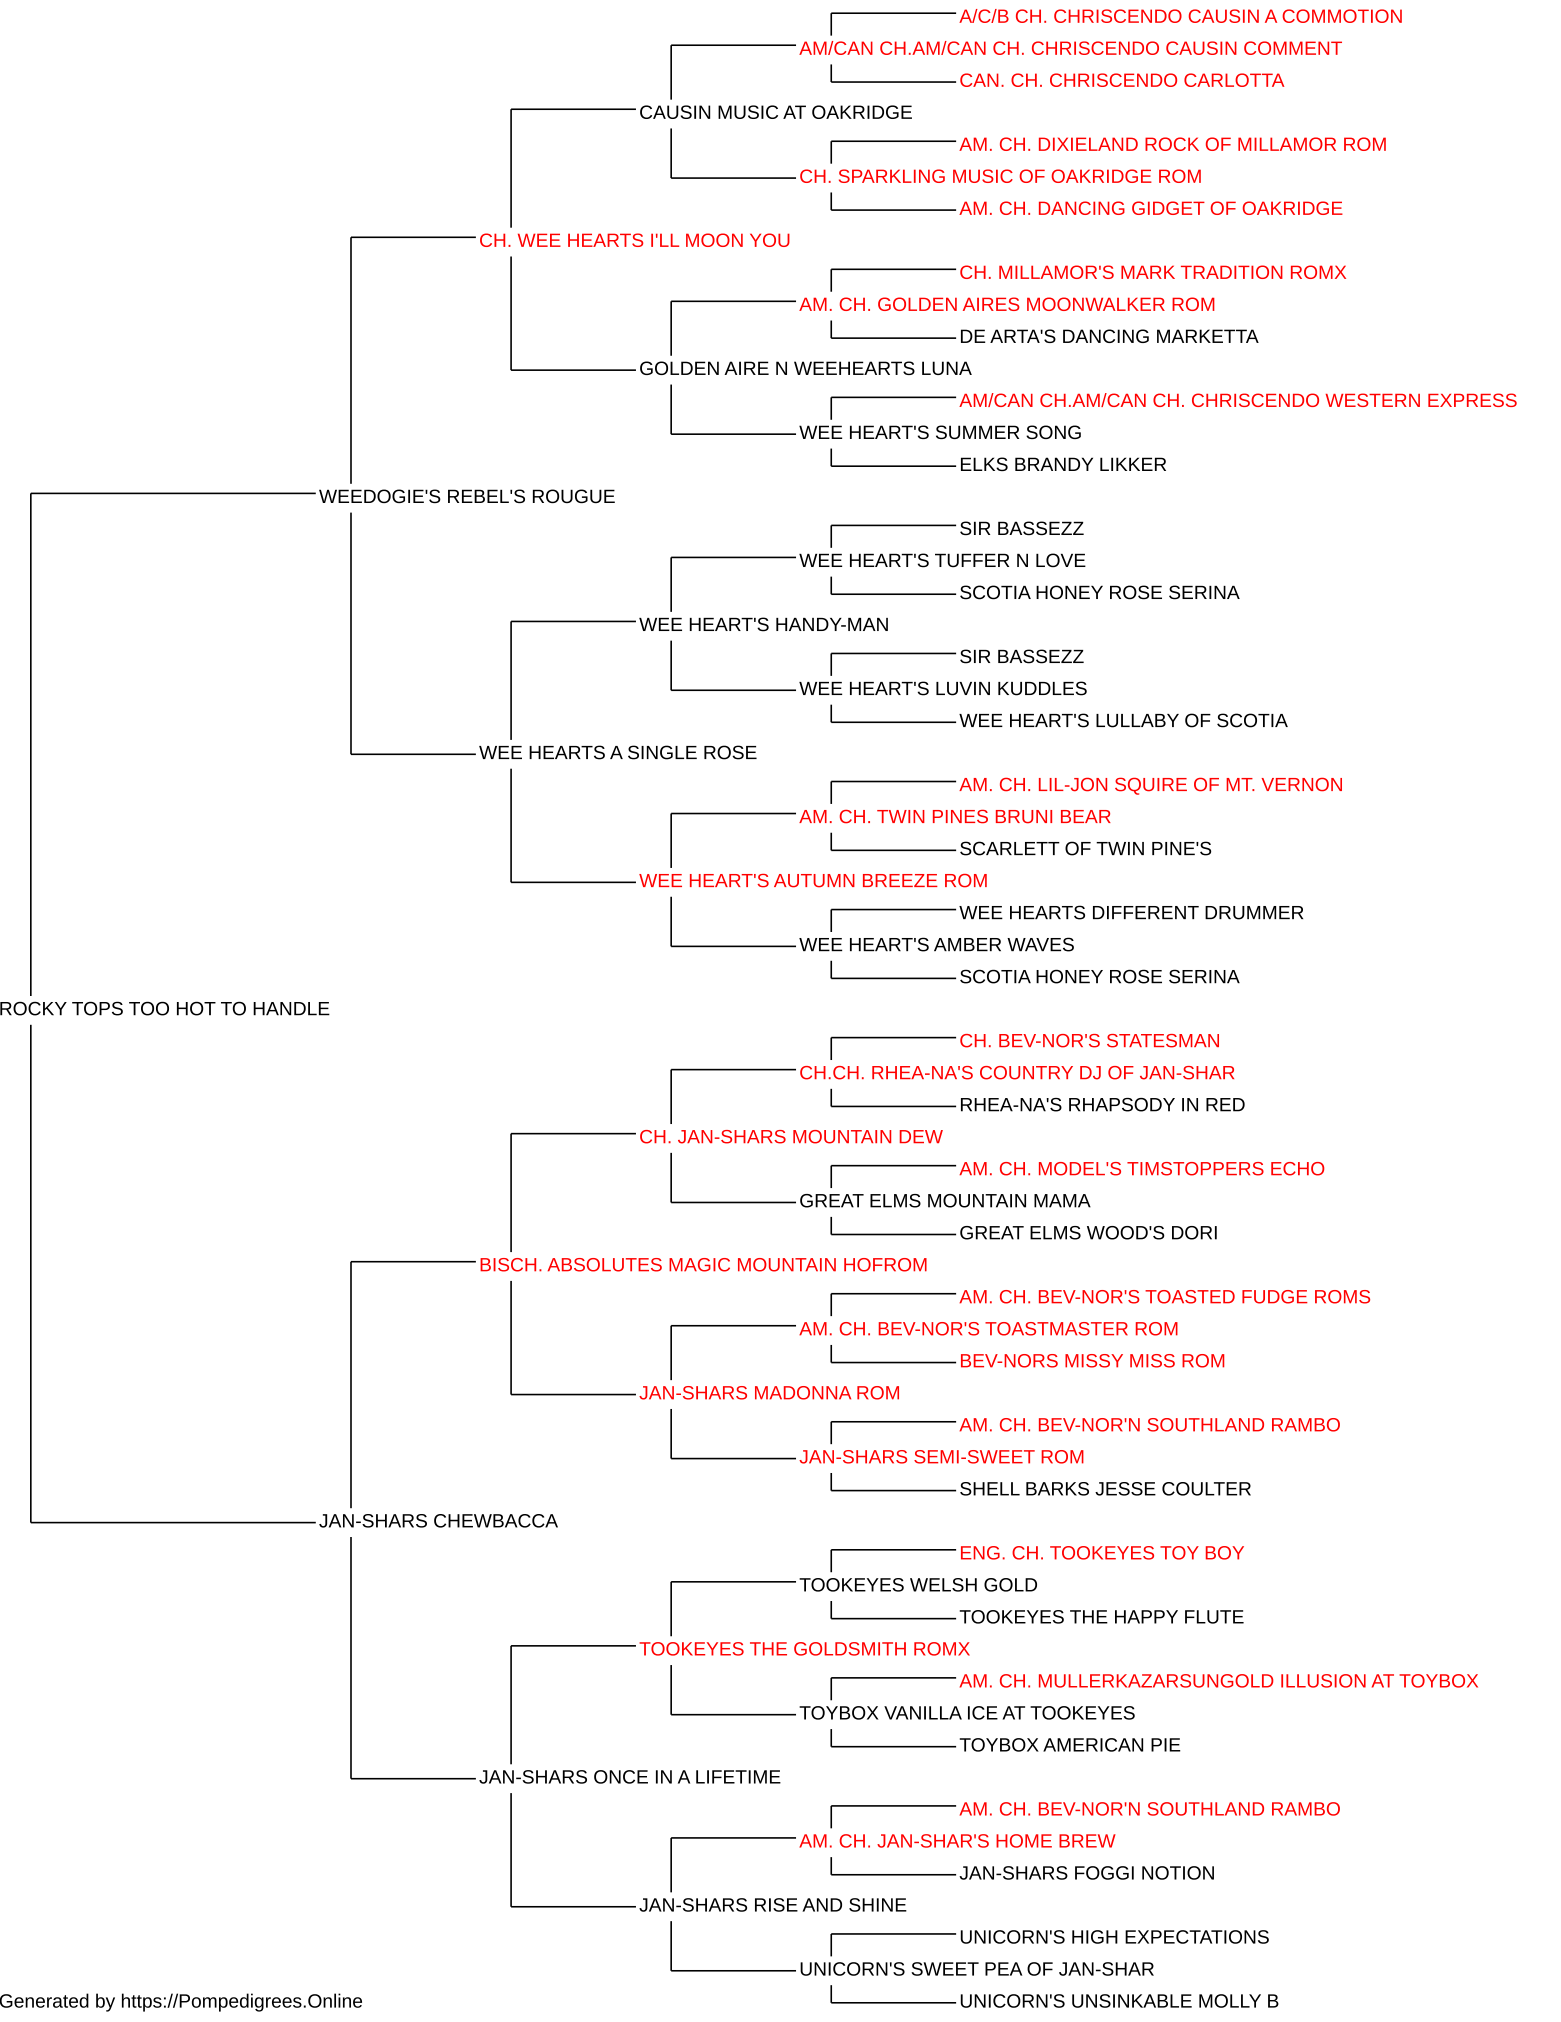 A/C/B CH. CHRISCENDO CAUSIN A COMMOTION
AM/CAN CH.AM/CAN CH. CHRISCENDO CAUSIN COMMENT
CAN. CH. CHRISCENDO CARLOTTA
CAUSIN MUSIC AT OAKRIDGE
AM. CH. DIXIELAND ROCK OF MILLAMOR ROM
CH. SPARKLING MUSIC OF OAKRIDGE ROM
AM. CH. DANCING GIDGET OF OAKRIDGE
CH. WEE HEARTS I'LL MOON YOU
CH. MILLAMOR'S MARK TRADITION ROMX
AM. CH. GOLDEN AIRES MOONWALKER ROM
DE ARTA'S DANCING MARKETTA
GOLDEN AIRE N WEEHEARTS LUNA
AM/CAN CH.AM/CAN CH. CHRISCENDO WESTERN EXPRESS
WEE HEART'S SUMMER SONG
ELKS BRANDY LIKKER
WEEDOGIE'S REBEL'S ROUGUE
SIR BASSEZZ
WEE HEART'S TUFFER N LOVE
SCOTIA HONEY ROSE SERINA
WEE HEART'S HANDY-MAN
SIR BASSEZZ
WEE HEART'S LUVIN KUDDLES
WEE HEART'S LULLABY OF SCOTIA
WEE HEARTS A SINGLE ROSE
AM. CH. LIL-JON SQUIRE OF MT. VERNON
AM. CH. TWIN PINES BRUNI BEAR
SCARLETT OF TWIN PINE'S
WEE HEART'S AUTUMN BREEZE ROM
WEE HEARTS DIFFERENT DRUMMER
WEE HEART'S AMBER WAVES
SCOTIA HONEY ROSE SERINA
ROCKY TOPS TOO HOT TO HANDLE
CH. BEV-NOR'S STATESMAN
CH.CH. RHEA-NA'S COUNTRY DJ OF JAN-SHAR
RHEA-NA'S RHAPSODY IN RED
CH. JAN-SHARS MOUNTAIN DEW
AM. CH. MODEL'S TIMSTOPPERS ECHO
GREAT ELMS MOUNTAIN MAMA
GREAT ELMS WOOD'S DORI
BISCH. ABSOLUTES MAGIC MOUNTAIN HOFROM
AM. CH. BEV-NOR'S TOASTED FUDGE ROMS
AM. CH. BEV-NOR'S TOASTMASTER ROM
BEV-NORS MISSY MISS ROM
JAN-SHARS MADONNA ROM
AM. CH. BEV-NOR'N SOUTHLAND RAMBO
JAN-SHARS SEMI-SWEET ROM
SHELL BARKS JESSE COULTER
JAN-SHARS CHEWBACCA
ENG. CH. TOOKEYES TOY BOY
TOOKEYES WELSH GOLD
TOOKEYES THE HAPPY FLUTE
TOOKEYES THE GOLDSMITH ROMX
AM. CH. MULLERKAZARSUNGOLD ILLUSION AT TOYBOX
TOYBOX VANILLA ICE AT TOOKEYES
TOYBOX AMERICAN PIE
JAN-SHARS ONCE IN A LIFETIME
AM. CH. BEV-NOR'N SOUTHLAND RAMBO
AM. CH. JAN-SHAR'S HOME BREW
JAN-SHARS FOGGI NOTION
JAN-SHARS RISE AND SHINE
UNICORN'S HIGH EXPECTATIONS
UNICORN'S SWEET PEA OF JAN-SHAR
UNICORN'S UNSINKABLE MOLLY B
Generated by https://Pompedigrees.Online